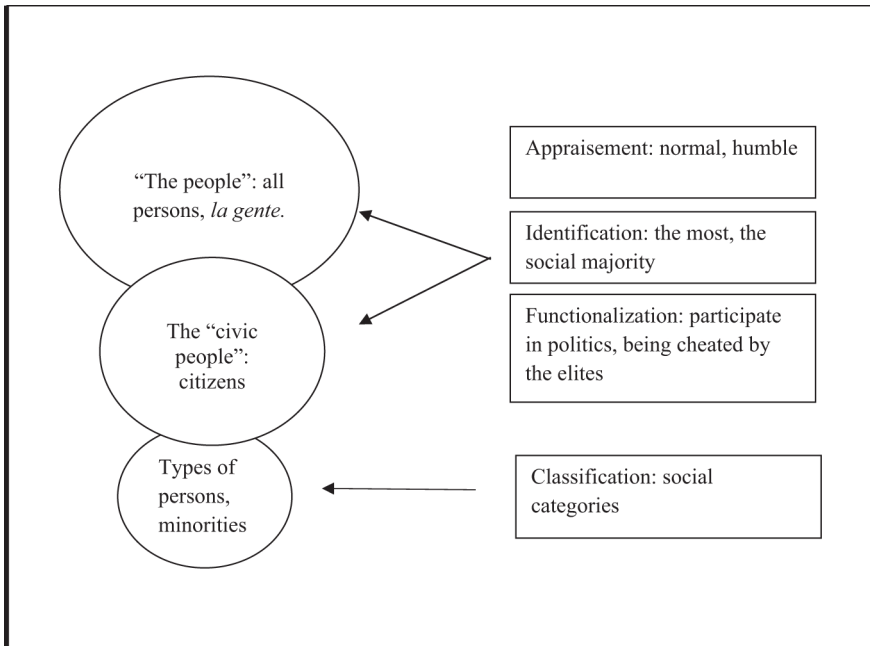 “The people”: all
persons, la gente.
The “civic
people”:
citizens
Types of
persons,
minorities
Appraisement: normal, humble
Identification: the most, the
social majority
Functionalization: participate
in politics, being cheated by
the elites
Classification: social
categories